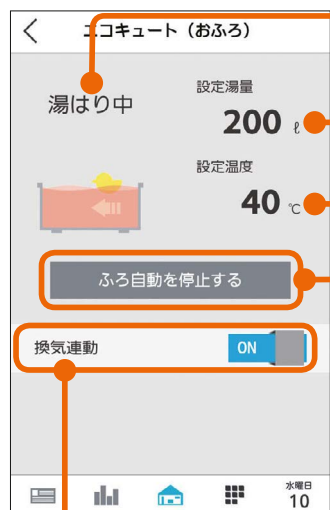 エコキュート（おふろ）
湯はり中
設定湯量
200 ℓ
設定温度
40 ℃
ふろ自動を停止する
換気連動
ON
水曜日
10